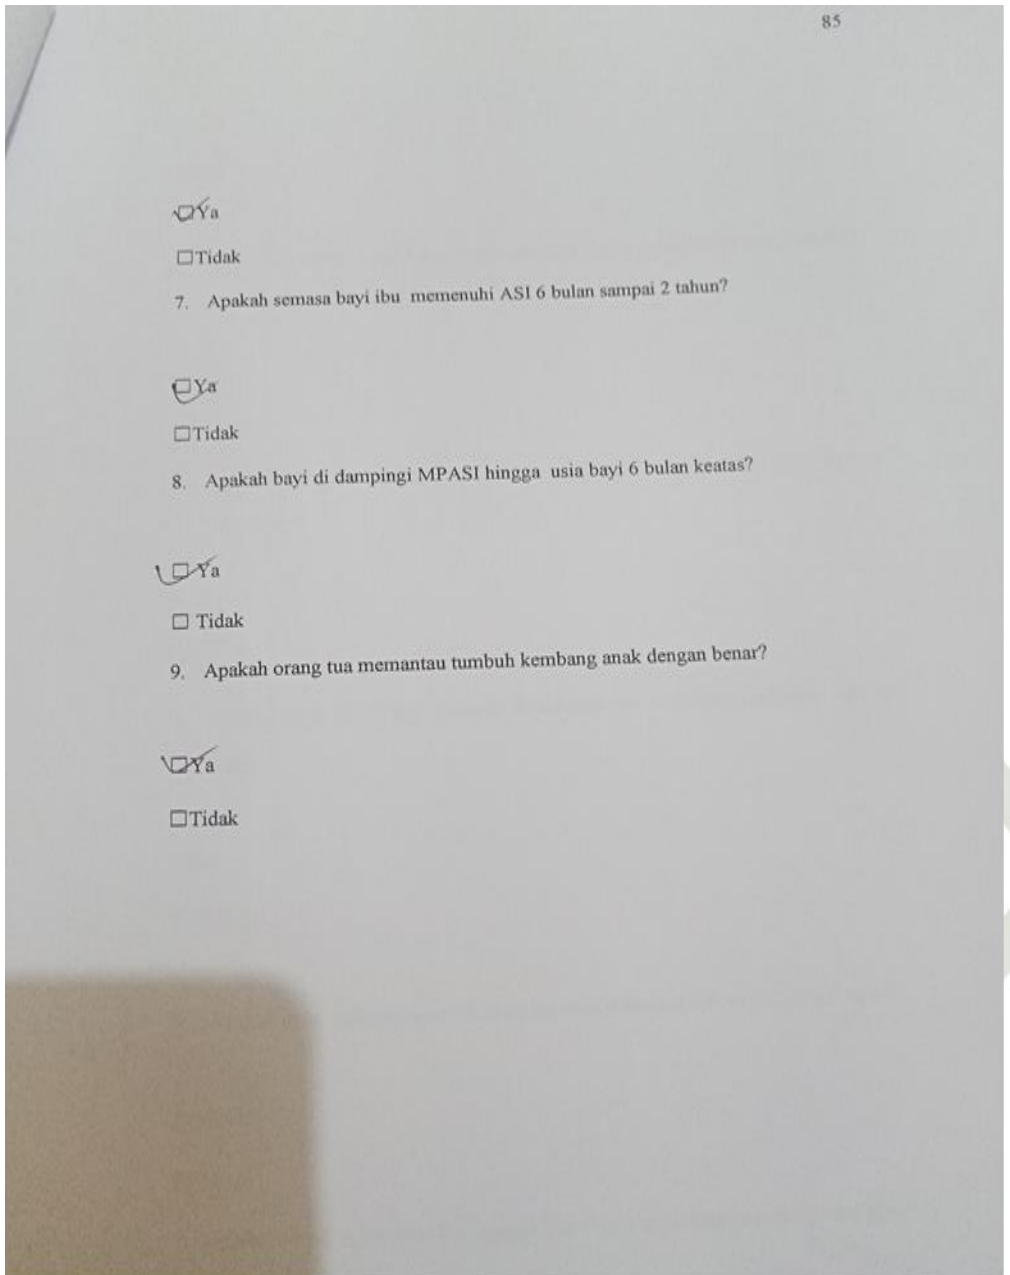 85
☑Ya
☐Tidak
7. Apakah semasa bayi ibu memenuhi ASI 6 bulan sampai 2 tahun?
☑Ya
☐Tidak
8. Apakah bayi di dampingi MPASI hingga usia bayi 6 bulan keatas?
☑ Ya
☐ Tidak
9. Apakah orang tua memantau tumbuh kembang anak dengan benar?
☑Ya
☐Tidak